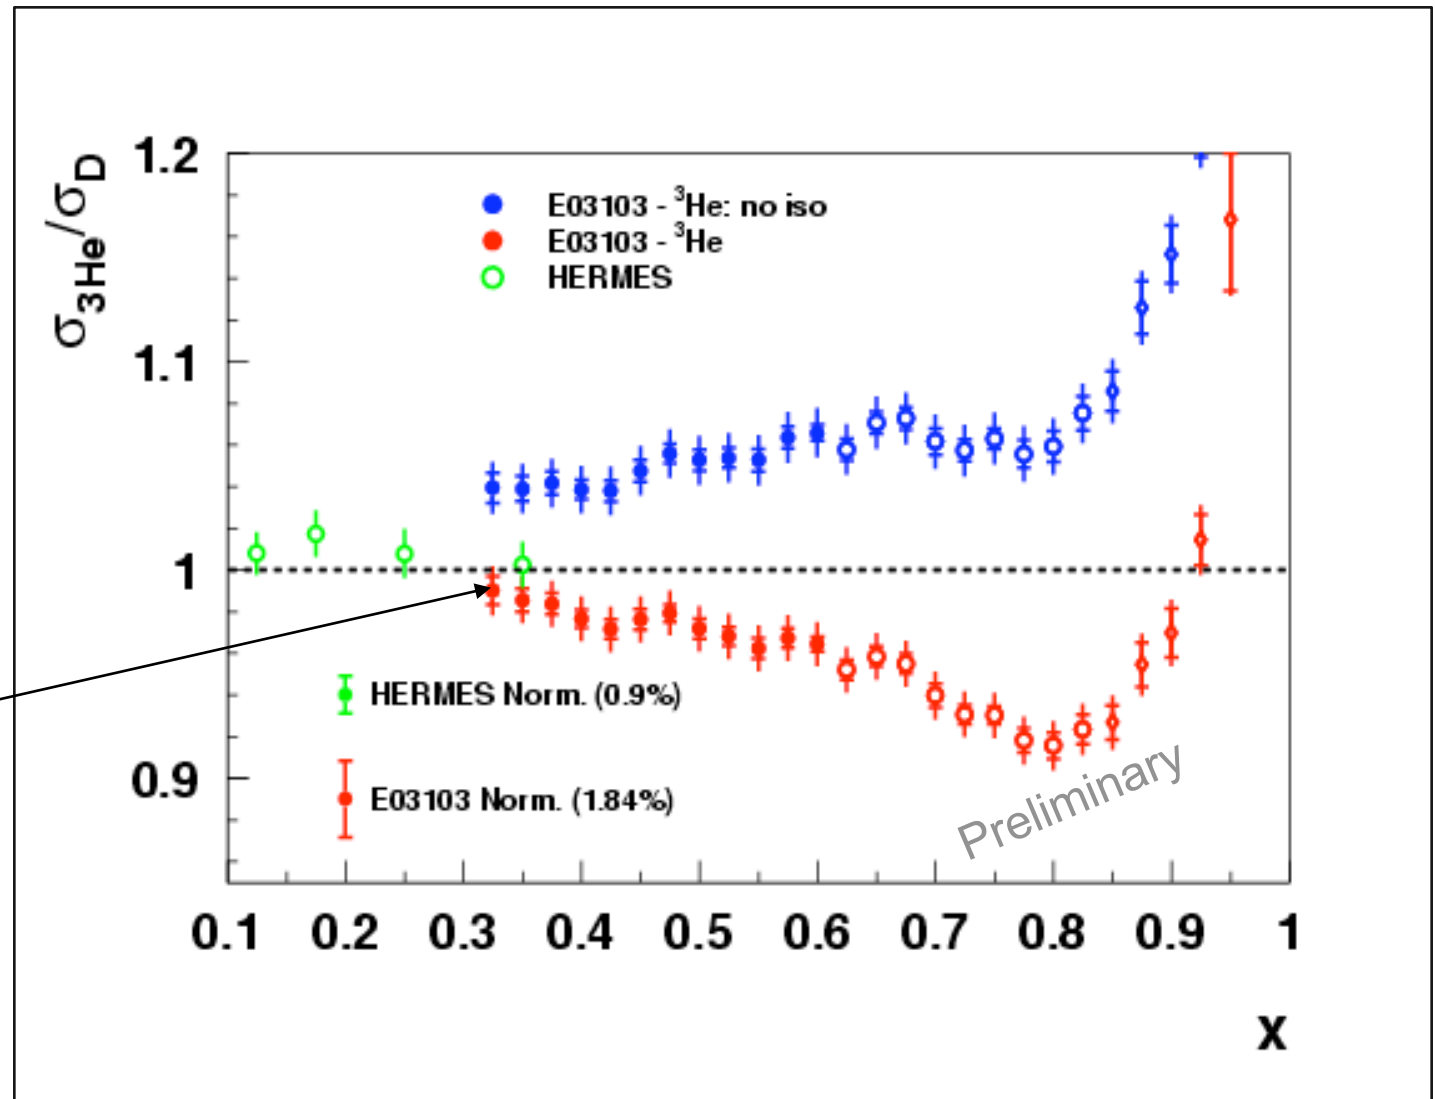 σ3He/σD
1.2
1.1
1
0.9
E03103 - ³He: no iso
E03103 - ³He
HERMES
HERMES Norm. (0.9%)
E03103 Norm. (1.84%)
Preliminary
0.1 0.2 0.3 0.4 0.5 0.6 0.7 0.8 0.9 1
x